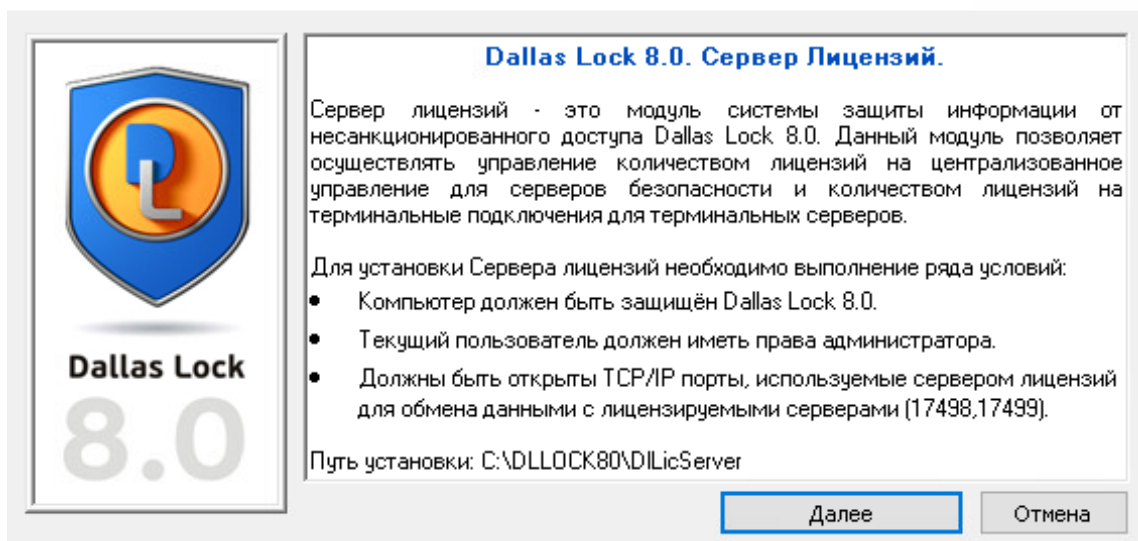 Dallas Lock 8.0. Сервер Лицензий.
Сервер лицензий - это модуль системы защиты информации от
несанкционированного доступа Dallas Lock 8.0. Данный модуль позволяет
осуществлять управление количеством лицензий на централизованное
управление для серверов безопасности и количеством лицензий на
терминальные подключения для терминальных серверов.
Для установки Сервера лицензий необходимо выполнение ряда условий:
• Компьютер должен быть защищён Dallas Lock 8.0.
• Текущий пользователь должен иметь права администратора.
• Должны быть открыты TCP/IP порты, используемые сервером лицензий
для обмена данными с лицензируемыми серверами (17498,17499).
Путь установки: C:\DLLOCK80\DlLicServer
DL
Dallas Lock
8.0
Далее
Отмена